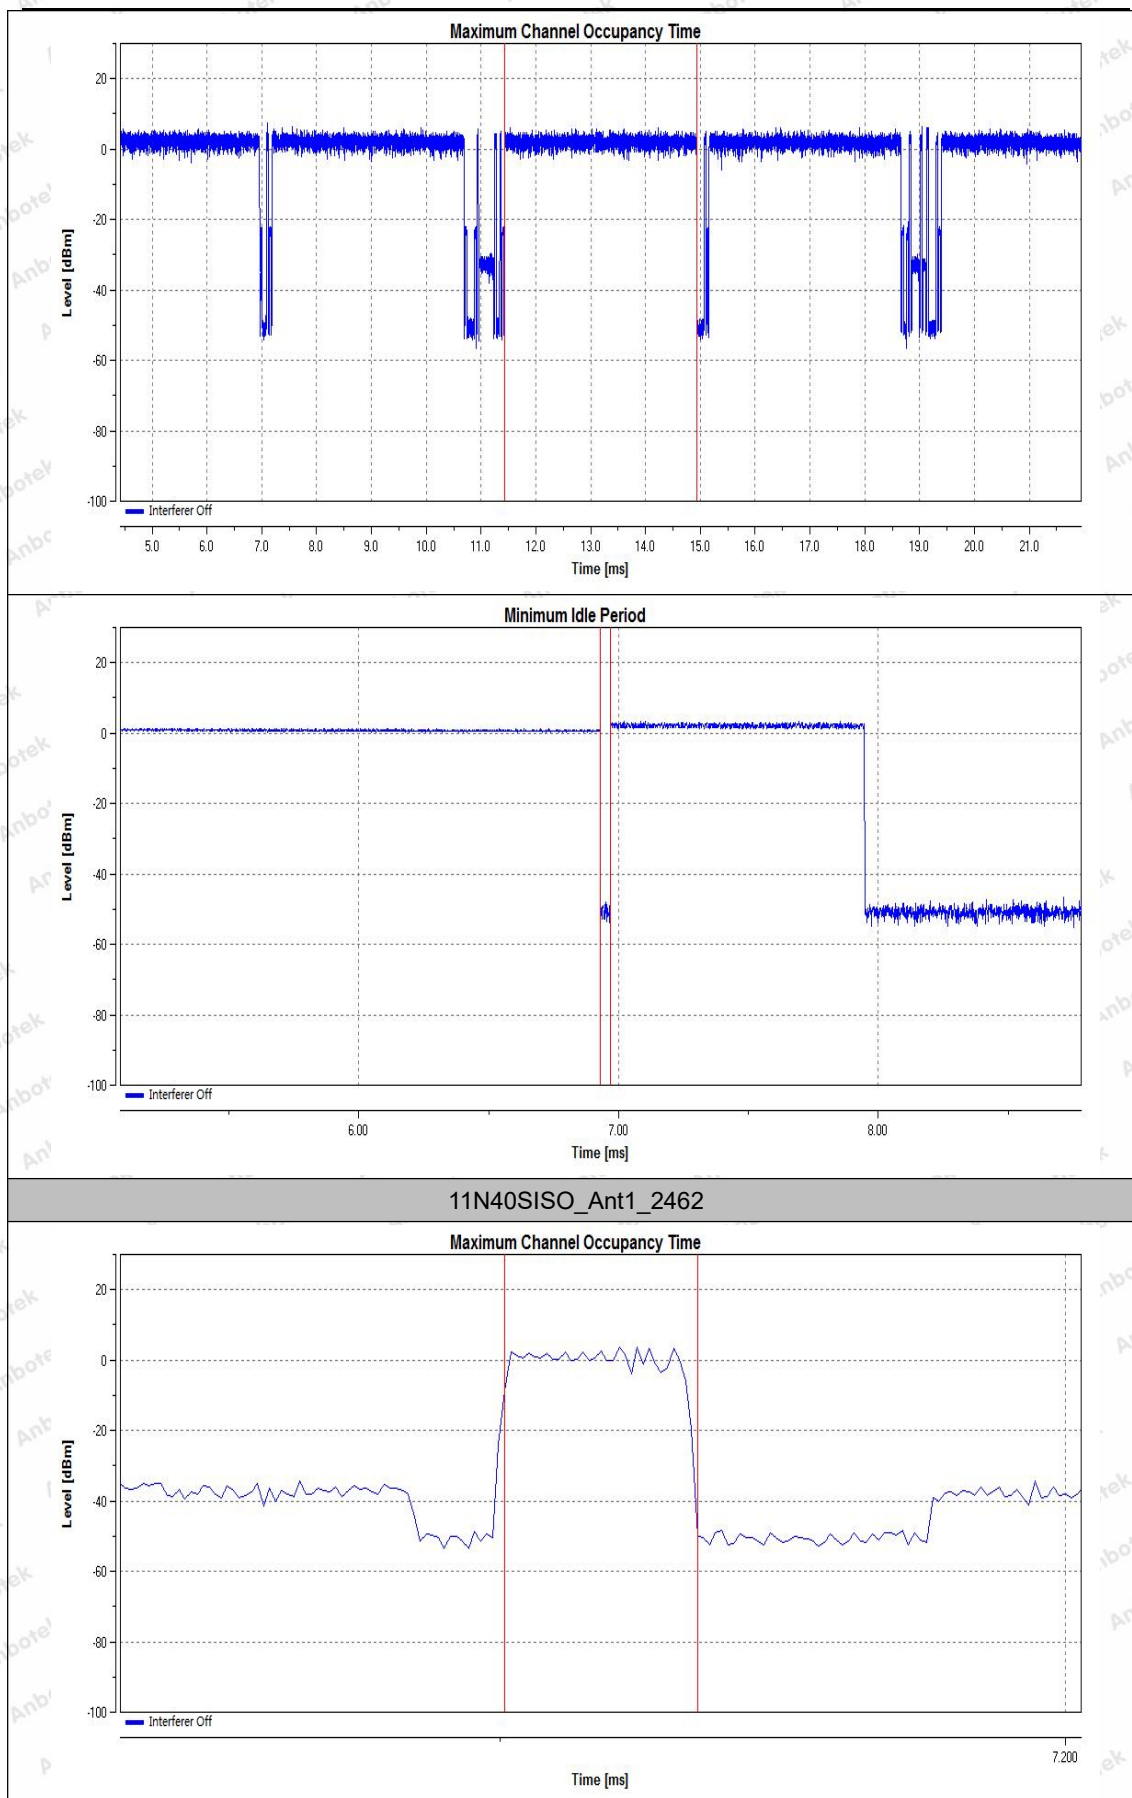 Maximum Channel Occupancy Time
20
0
-20
-40
-60
-80
-100
Level [dBm]
Interferer Off
5.0 6.0 7.0 8.0 9.0 10.0 11.0 12.0 13.0 14.0 15.0 16.0 17.0 18.0 19.0 20.0 21.0
Time [ms]
Minimum Idle Period
20
0
-20
-40
-60
-80
-100
Level [dBm]
Interferer Off
6.00 7.00 8.00
Time [ms]
11N40SISO_Ant1_2462
Maximum Channel Occupancy Time
20
0
-20
-40
-60
-80
-100
Level [dBm]
Interferer Off
7.200
Time [ms]